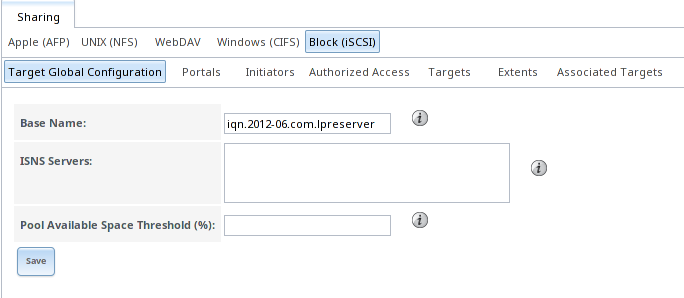 Sharing
Apple (AFP) UNIX (NFS) WebDAV Windows (CIFS) Block (iSCSI)
Target Global Configuration Portals Initiators Authorized Access Targets Extents Associated Targets
Base Name: iqn.2012-06.com.lpreserver
ISNS Servers:
Pool Available Space Threshold (%):
Save